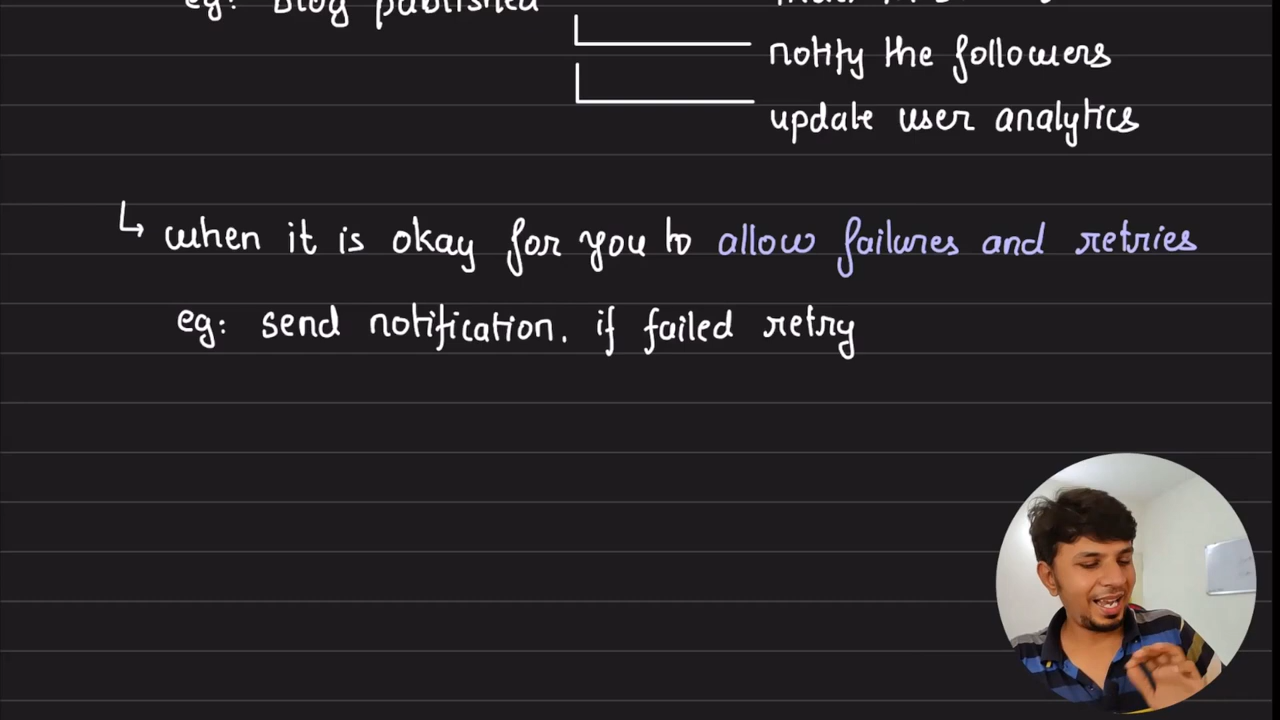 eg: Blog published
notify the followers
update user analytics
↳ when it is okay for you to allow failures and retries
eg: send notification. if failed retry